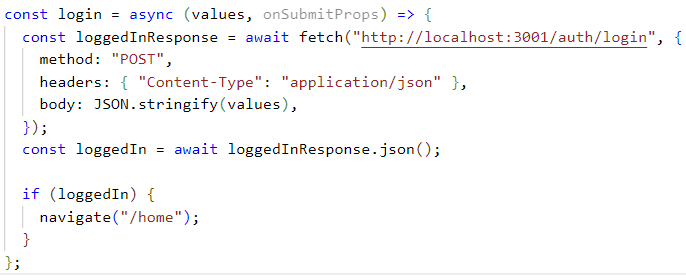 const login = async (values, onSubmitProps) => {
const loggedInResponse = await fetch("http://localhost:3001/auth/login", {
method: "POST",
headers: { "Content-Type": "application/json" },
body: JSON.stringify(values),
});
const loggedIn = await loggedInResponse.json();
if (loggedIn) {
navigate("/home");
}
};